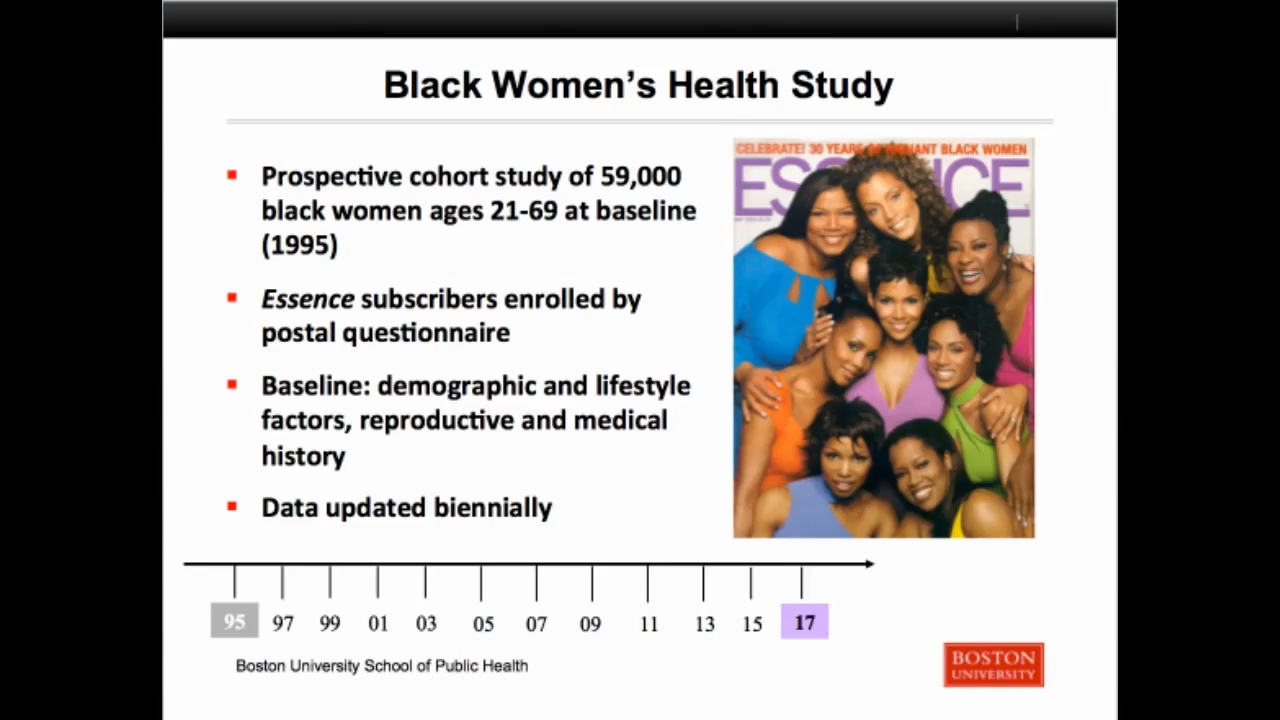 Black Women's Health Study
Prospective cohort study of 59,000
black women ages 21-69 at baseline
(1995)
Essence subscribers enrolled by
postal questionnaire
Baseline: demographic and lifestyle
factors, reproductive and medical
history
Data updated biennially
CELEBRATE! 30 YEARS BLACK WOMEN
95 97 99 01 03 05 07 09 11 13 15 17
Boston University School of Public Health
BOSTON
UNIVERSITY